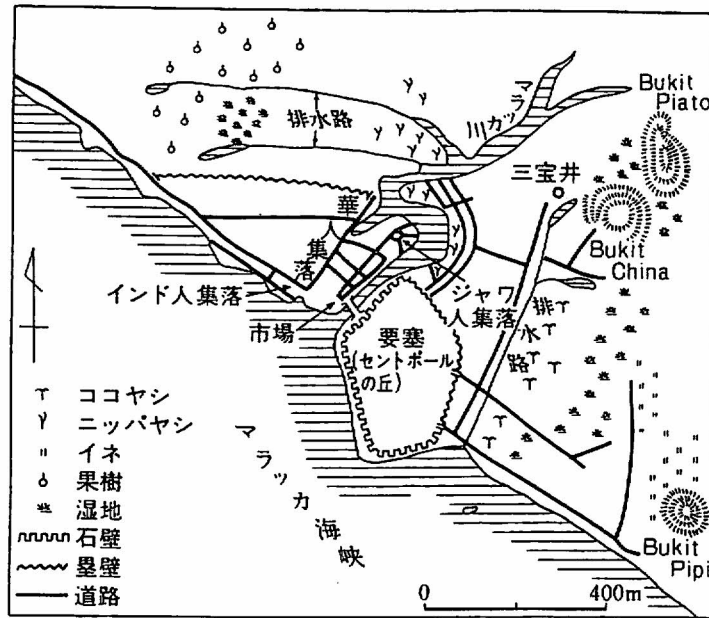 排水路
マラッカ川
Bukit
Piato
三宝井
Bukit
China
華人集落
インド人集落
市場
ジャワ
人集落
要塞
(セントポール
の丘)
排水路
マラッカ海峡
Bukit
Pipi
ココヤシ
ニッパヤシ
イネ
果樹
湿地
石壁
塁壁
道路
0 400m